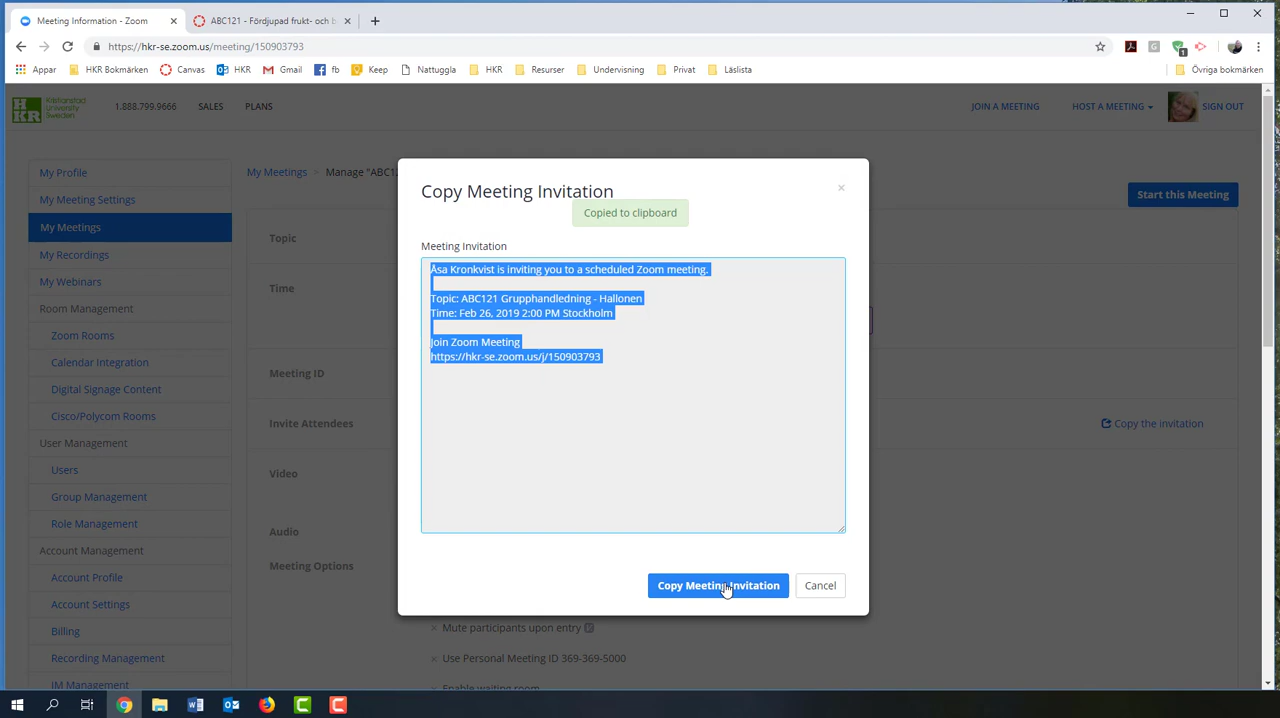 Meeting Information - Zoom
ABC121 - Fördjupad frukt- och b
https://hkr-se.zoom.us/meeting/150903793
Appar
HKR Bokmärken
Canvas
HKR
Gmail
fb
Keep
Nattuggla
HKR
Resurser
Undervisning
Privat
Läslista
Övriga bokmärken
HKR
Kristianstad
University
Sweden
1.888.799.9666
SALES
PLANS
JOIN A MEETING
HOST A MEETING
SIGN OUT
My Profile
My Meeting Settings
My Meetings
My Recordings
My Webinars
Room Management
Zoom Rooms
Calendar Integration
Digital Signage Content
Cisco/Polycom Rooms
User Management
Users
Group Management
Role Management
Account Management
Account Profile
Account Settings
Billing
Recording Management
IM Management
My Meetings > Manage "ABC12
Start this Meeting
Topic
Time
Meeting ID
Invite Attendees
Copy the invitation
Video
Audio
Meeting Options
Copy Meeting Invitation
×
Copied to clipboard
Meeting Invitation
Åsa Kronkvist is inviting you to a scheduled Zoom meeting.
Topic: ABC121 Grupphandledning - Hallonen
Time: Feb 26, 2019 2:00 PM Stockholm
Join Zoom Meeting
https://hkr-se.zoom.us/j/150903793
Copy Meeting Invitation
Cancel
× Mute participants upon entry
× Use Personal Meeting ID 369-369-5000
Enable waiting room